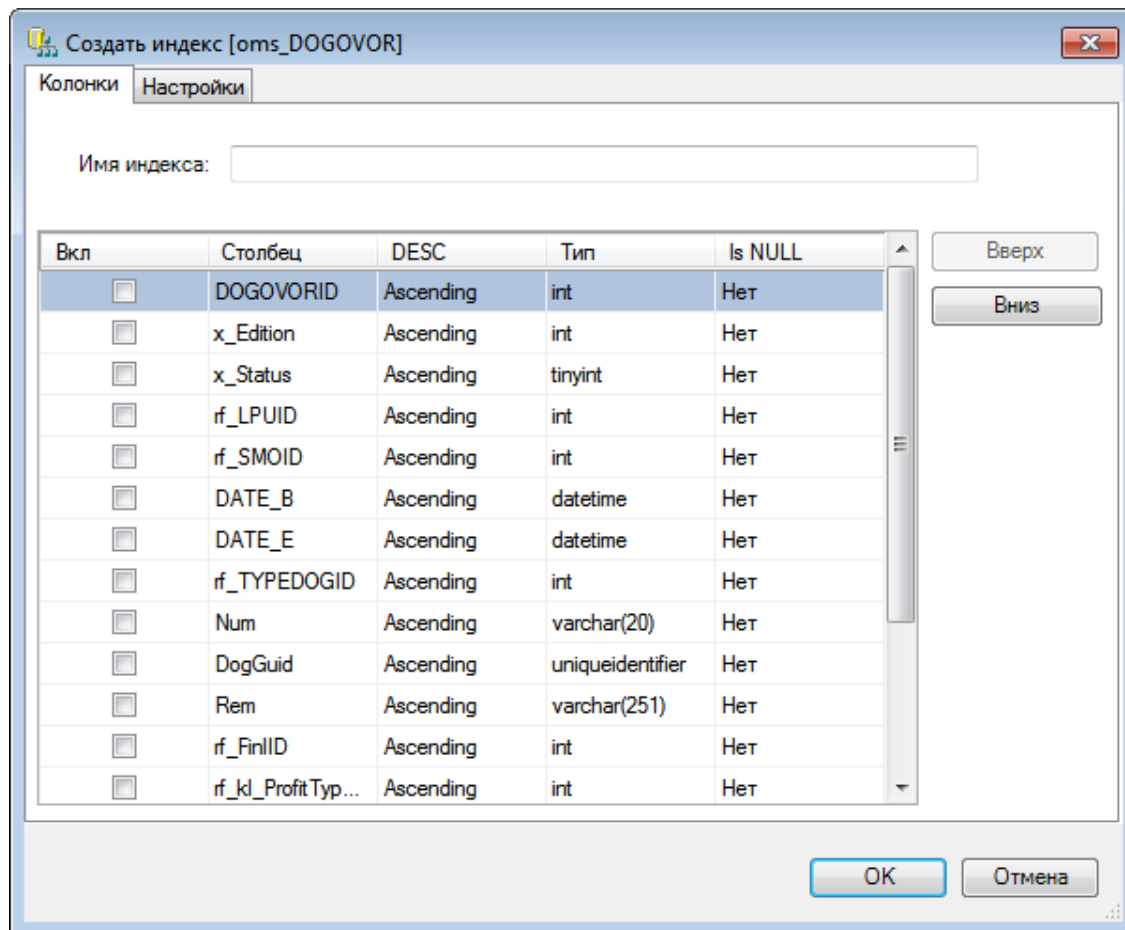 Создать индекс [oms_DOGOVOR]
Колонки Настройки
Имя индекса:
Вкл Столбец DESC Тип Is NULL Вверх
DOGOVORID Ascending int Нет Вниз
x_Edition Ascending int Нет
x_Status Ascending tinyint Нет
rf_LPUID Ascending int Нет
rf_SMOID Ascending int Нет
DATE_B Ascending datetime Нет
DATE_E Ascending datetime Нет
rf_TYPEDOGID Ascending int Нет
Num Ascending varchar(20) Нет
DogGuid Ascending uniqueidentifier Нет
Rem Ascending varchar(251) Нет
rf_FinlID Ascending int Нет
rf_kl_ProfitTyp... Ascending int Нет
OK Отмена